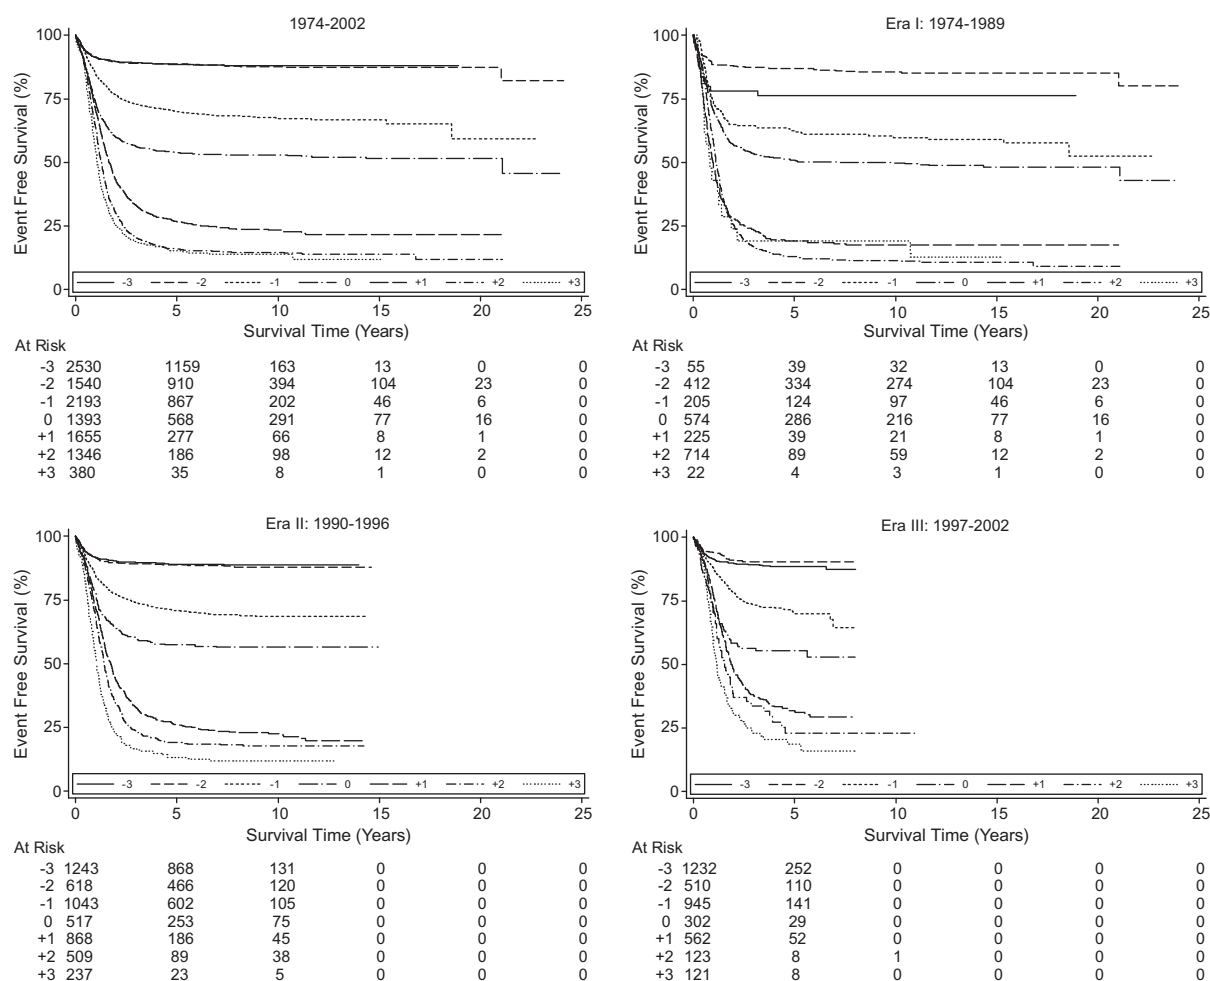 1974-2002
Event Free Survival (%)
100
75
50
25
0
-3 -2 -1 0 +1 +2 +3
0 5 10 15 20 25
Survival Time (Years)
At Risk
-3 2530 1159 163 13 0 0
-2 1540 910 394 104 23 0
-1 2193 867 202 46 6 0
0 1393 568 291 77 16 0
+1 1655 277 66 8 1 0
+2 1346 186 98 12 2 0
+3 380 35 8 1 0 0
Era I: 1974-1989
Event Free Survival (%)
100
75
50
25
0
-3 -2 -1 0 +1 +2 +3
0 5 10 15 20 25
Survival Time (Years)
At Risk
-3 55 39 32 13 0 0
-2 412 334 274 104 23 0
-1 205 124 97 46 6 0
0 574 286 216 77 16 0
+1 225 39 21 8 1 0
+2 714 89 59 12 2 0
+3 22 4 3 1 0 0
Era II: 1990-1996
Event Free Survival (%)
100
75
50
25
0
-3 -2 -1 0 +1 +2 +3
0 5 10 15 20 25
Survival Time (Years)
At Risk
-3 1243 868 131 0 0 0
-2 618 466 120 0 0 0
-1 1043 602 105 0 0 0
0 517 253 75 0 0 0
+1 868 186 45 0 0 0
+2 509 89 38 0 0 0
+3 237 23 5 0 0 0
Era III: 1997-2002
Event Free Survival (%)
100
75
50
25
0
-3 -2 -1 0 +1 +2 +3
0 5 10 15 20 25
Survival Time (Years)
At Risk
-3 1232 252 0 0 0 0
-2 510 110 0 0 0 0
-1 945 141 0 0 0 0
0 302 29 0 0 0 0
+1 562 52 0 0 0 0
+2 123 8 1 0 0 0
+3 121 8 0 0 0 0